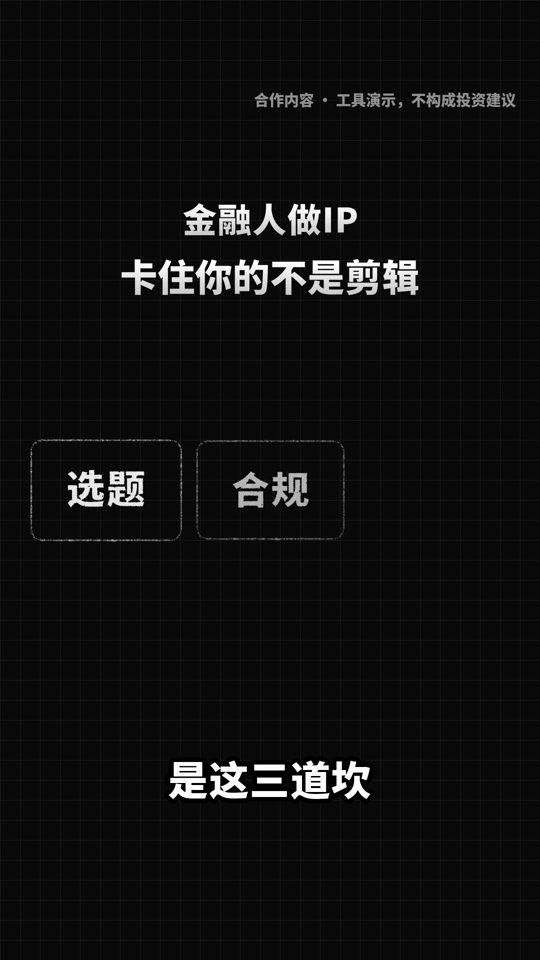 合作内容 · 工具演示，不构成投资建议
金融人做IP
卡住你的不是剪辑
选题
合规
是这三道坎